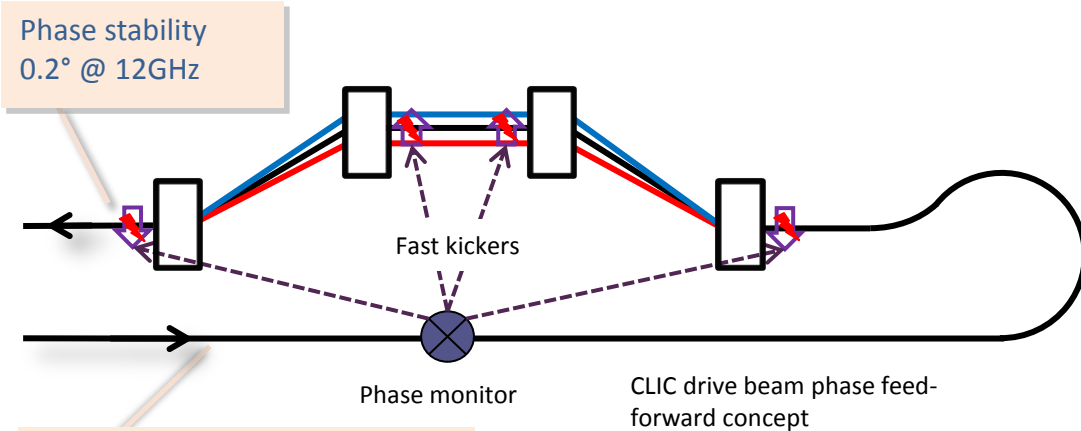 Phase stability
0.2° @ 12GHz
Fast kickers
Phase monitor
CLIC drive beam phase feed-
forward concept